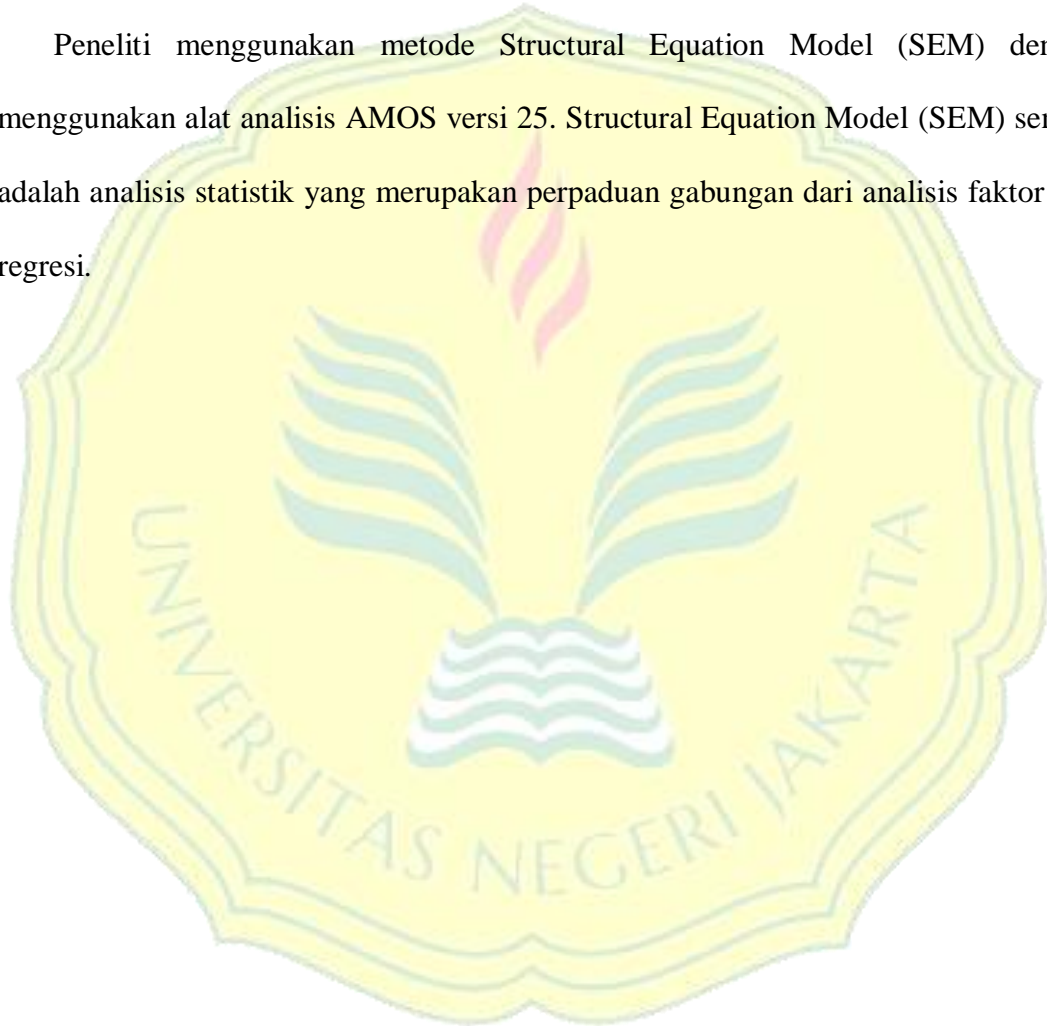 Peneliti menggunakan metode Structural Equation Model (SEM)
menggunakan alat analisis AMOS versi 25. Structural Equation Model (SEM)
adalah analisis statistik yang merupakan perpaduan gabungan dari analisis faktor
regresi.
UNIVERSITAS NEGERI JAKARTA